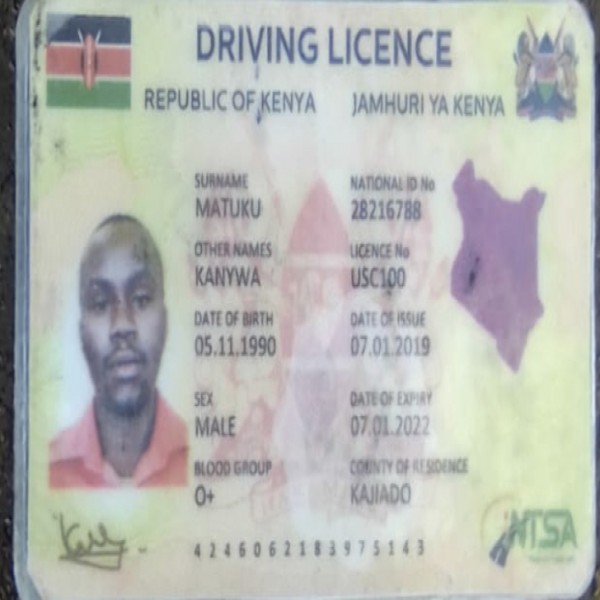 DRIVING LICENCE
REPUBLIC OF KENYA JAMHURI YA KENYA
SURNAME NATIONAL ID No
MATUKU 28216788
OTHER NAMES LICENCE No
KANYWA USC100
DATE OF BIRTH DATE OF ISSUE
05.11.1990 07.01.2019
SEX DATE OF EXPIRY
MALE 07.01.2022
BLOOD GROUP COUNTY OF RESIDENCE
O+ KAJIADO
NTSA
4246062183975143